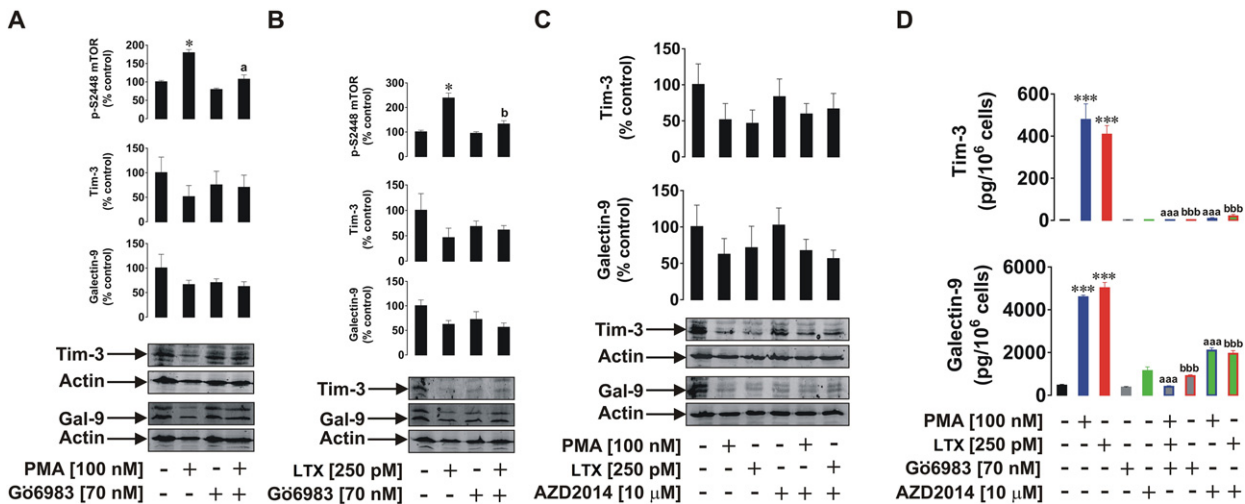 A
p-S2448 mTOR
(% control)
200
150
100
50
0
*
a
Tim-3
(% control)
150
100
50
0
Galectin-9
(% control)
150
100
50
0
Tim-3
Actin
Gal-9
Actin
PMA [100 nM] - + - +
Gö6983 [70 nM] - - + +
B
p-S2448 mTOR
(% control)
300
200
100
0
*
b
Tim-3
(% control)
150
100
50
0
Galectin-9
(% control)
150
100
50
0
Tim-3
Gal-9
Actin
LTX [250 pM] - + - +
Gö6983 [70 nM] - - + +
C
Tim-3
(% control)
150
100
50
0
Galectin-9
(% control)
150
100
50
0
Tim-3
Actin
Gal-9
Actin
PMA [100 nM] - + - - + -
LTX [250 pM] - - + - - +
AZD2014 [10 μM] - - - + + +
D
Tim-3
(pg/10⁶ cells)
600
400
200
0
***
***
aaa
bbb
aaa
bbb
Galectin-9
(pg/10⁶ cells)
6000
4000
2000
0
***
***
aaa
bbb
aaa
bbb
PMA [100 nM] - + - - - + - + -
LTX [250 pM] - - + - - - + - +
Gö6983 [70 nM] - - - + - + + - -
AZD2014 [10 μM] - - - - + - - + +